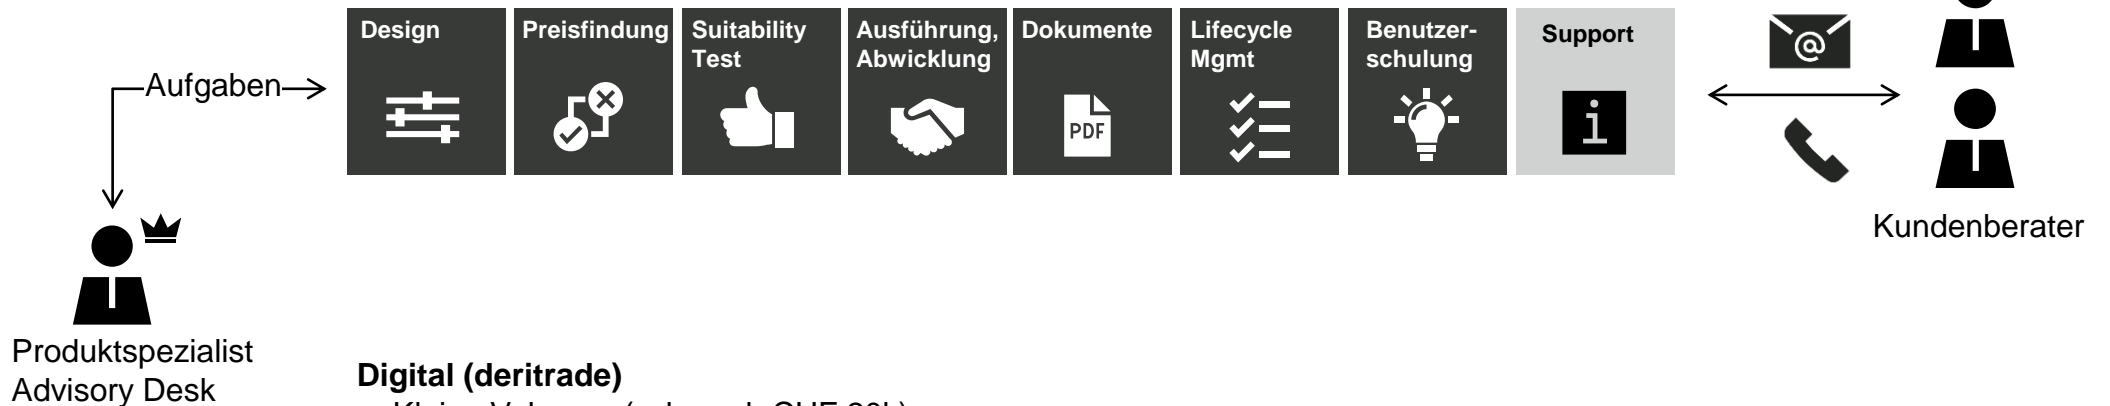 Design
Preisfindung
Suitability
Test
Ausführung,
Abwicklung
Dokumente
PDF
Lifecycle
Mgmt
Benutzer-
schulung
Support
i
@
Aufgaben
Kundenberater
Produktspezialist
Advisory Desk
Digital (deritrade)